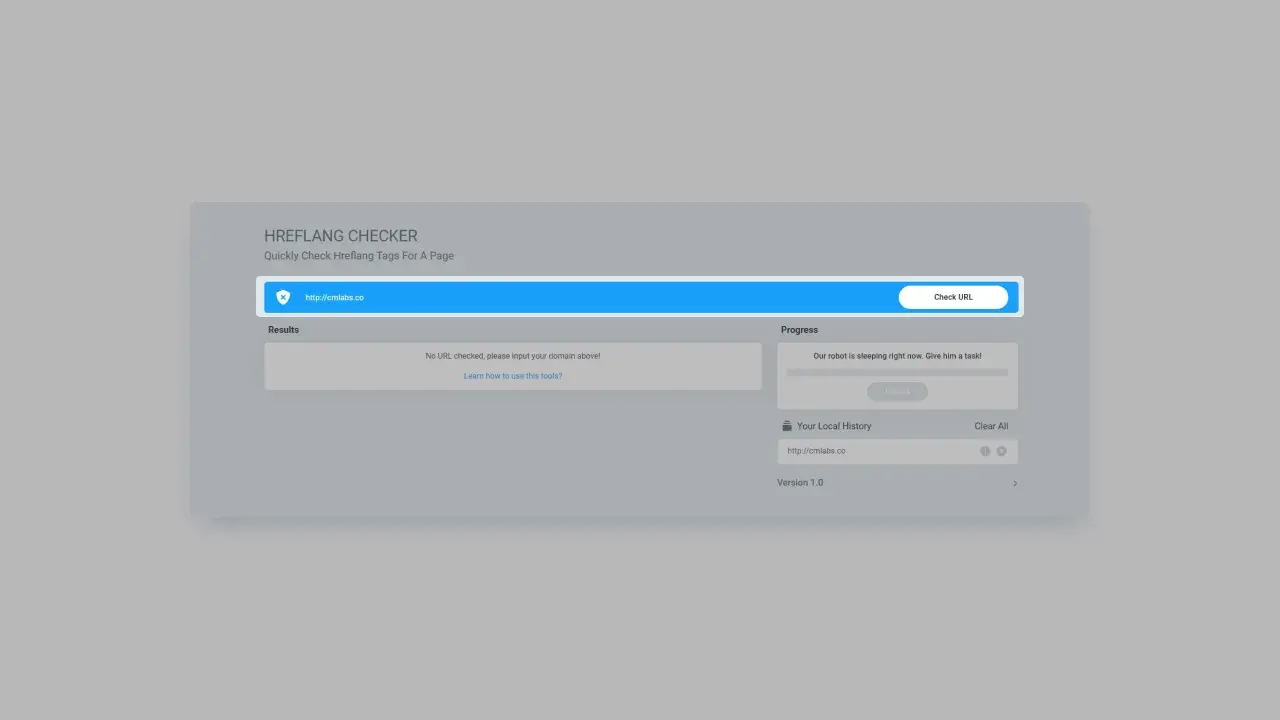 HREFLANG CHECKER
Quickly Check Hreflang Tags For A Page
http://cmlabs.co
Check URL
Results
No URL checked, please input your domain above!
Learn how to use this tools?
Progress
Our robot is sleeping right now. Give him a task!
Your Local History
Clear All
http://cmlabs.co
Version 1.0